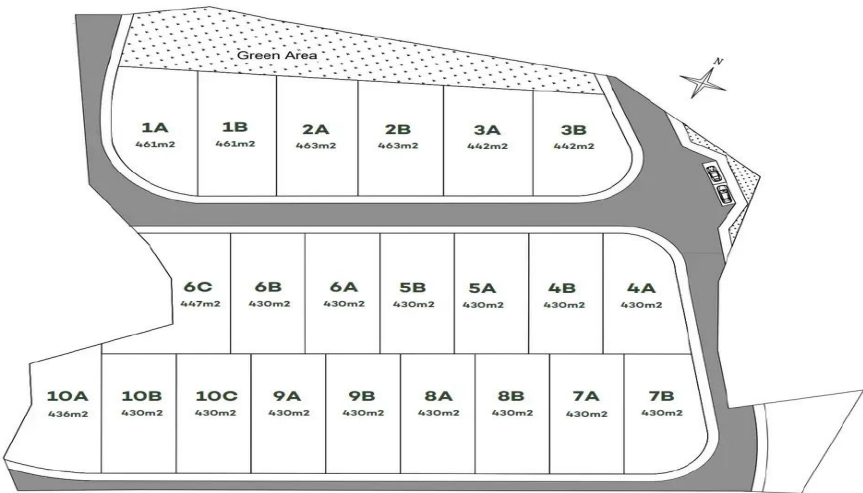 Green Area
N
1A
461m2
1B
461m2
2A
463m2
2B
463m2
3A
442m2
3B
442m2
6C
447m2
6B
430m2
6A
430m2
5B
430m2
5A
430m2
4B
430m2
4A
430m2
10A
436m2
10B
430m2
10C
430m2
9A
430m2
9B
430m2
8A
430m2
8B
430m2
7A
430m2
7B
430m2